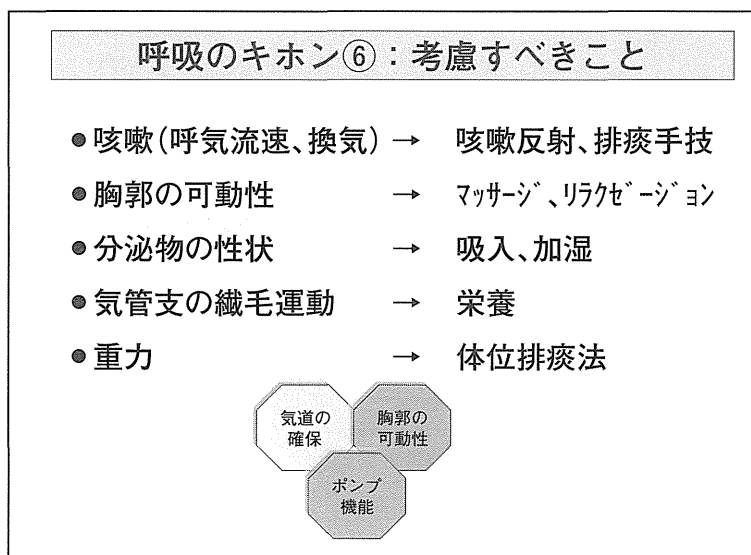 呼吸のキホン⑥：考慮すべきこと
●咳嗽(呼気流速、換気) → 咳嗽反射、排痰手技
●胸郭の可動性 → ﾏｯｻｰｼﾞ、ﾘﾗｸｾﾞｰｼﾞｮﾝ
●分泌物の性状 → 吸入、加湿
●気管支の繊毛運動 → 栄養
●重力 → 体位排痰法
気道の
確保
胸郭の
可動性
ポンプ
機能